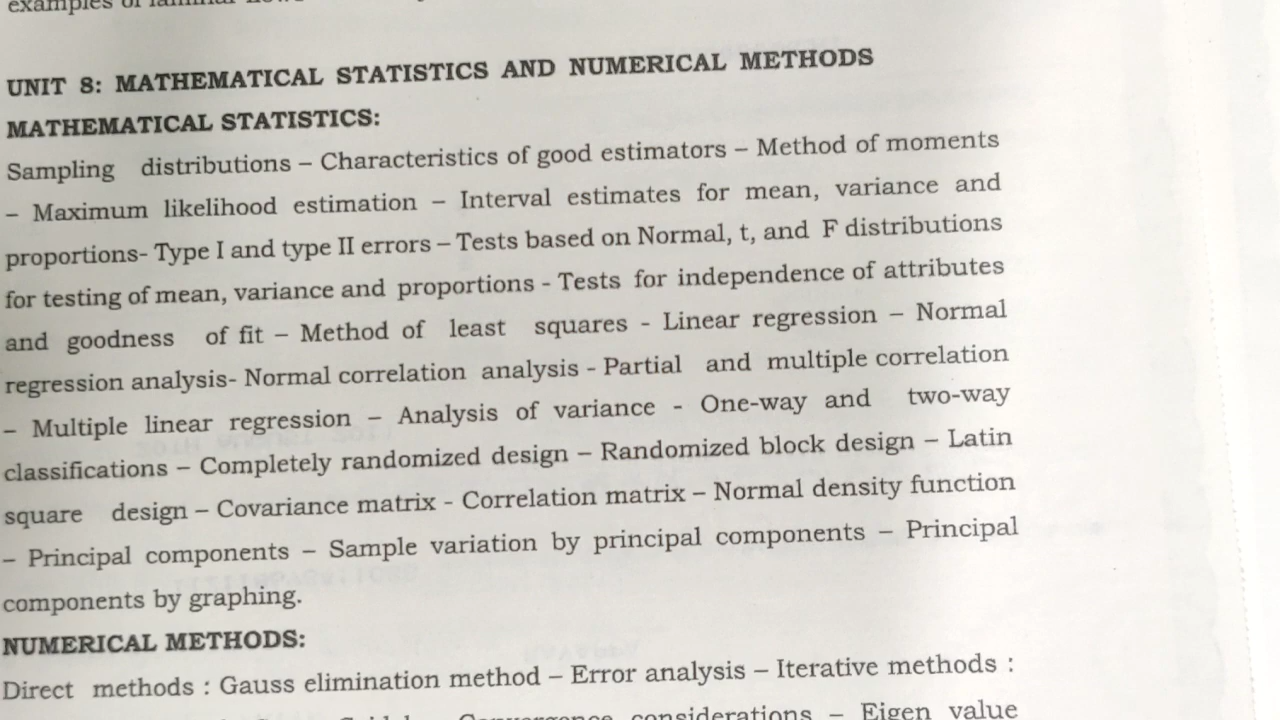 examples of laminar
UNIT 8: MATHEMATICAL STATISTICS AND NUMERICAL METHODS
MATHEMATICAL STATISTICS:
Sampling distributions – Characteristics of good estimators – Method of moments
– Maximum likelihood estimation – Interval estimates for mean, variance and
proportions- Type I and type II errors – Tests based on Normal, t, and F distributions
for testing of mean, variance and proportions - Tests for independence of attributes
and goodness of fit – Method of least squares - Linear regression – Normal
regression analysis- Normal correlation analysis - Partial and multiple correlation
– Multiple linear regression – Analysis of variance - One-way and two-way
classifications – Completely randomized design – Randomized block design – Latin
square design – Covariance matrix - Correlation matrix – Normal density function
– Principal components – Sample variation by principal components – Principal
components by graphing.
NUMERICAL METHODS:
Direct methods : Gauss elimination method – Error analysis – Iterative methods :
Convergence considerations – Eigen value